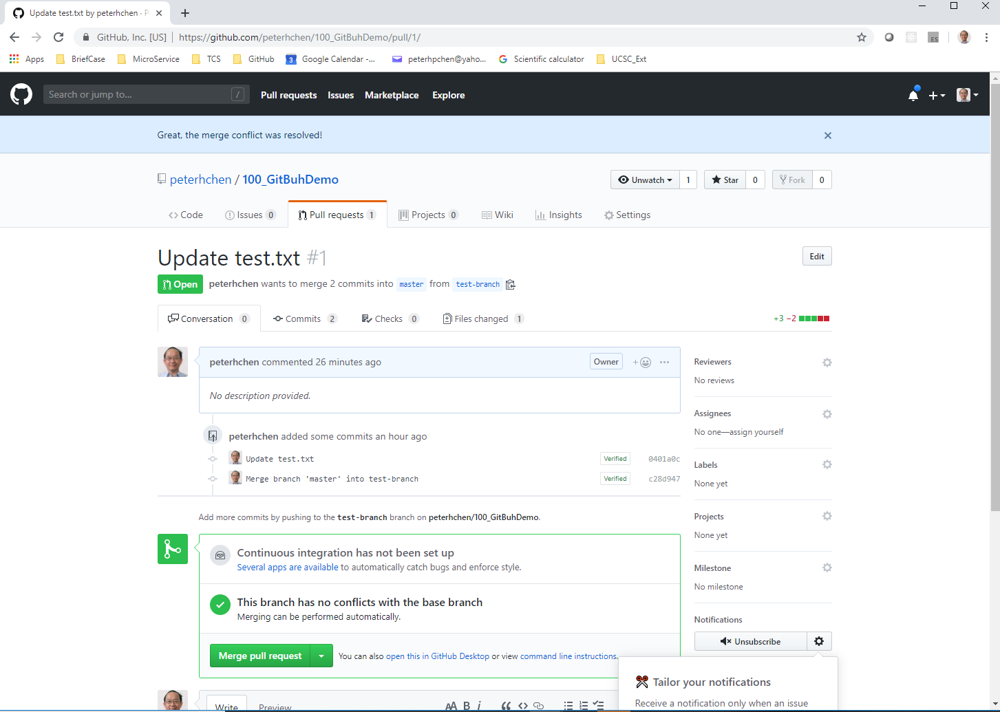 Update test.txt by peterhchen · P
GitHub, Inc. [US] | https://github.com/peterhchen/100_GitBuhDemo/pull/1/
ES
Apps BriefCase MicroService TCS GitHub 3 Google Calendar -... peterhpchen@yaho... Scientific calculator UCSC_Ext
Search or jump to... / Pull requests Issues Marketplace Explore
Great, the merge conflict was resolved!
peterhchen / 100_GitBuhDemo Unwatch 1 Star 0 Fork 0
Code Issues 0 Pull requests 1 Projects 0 Wiki Insights Settings
Update test.txt #1 Edit
Open peterhchen wants to merge 2 commits into master from test-branch
Conversation 0 Commits 2 Checks 0 Files changed 1 +3 −2
peterhchen commented 26 minutes ago Owner + ...
No description provided.
peterhchen added some commits an hour ago
Update test.txt Verified 0401a0c
Merge branch 'master' into test-branch Verified c28d947
Add more commits by pushing to the test-branch branch on peterhchen/100_GitBuhDemo.
Continuous integration has not been set up
Several apps are available to automatically catch bugs and enforce style.
This branch has no conflicts with the base branch
Merging can be performed automatically.
Merge pull request You can also open this in GitHub Desktop or view command line instructions.
Write Preview AA B i “ <>
Reviewers
No reviews
Assignees
No one—assign yourself
Labels
None yet
Projects
None yet
Milestone
No milestone
Notifications
Unsubscribe
Tailor your notifications
Receive a notification only when an issue